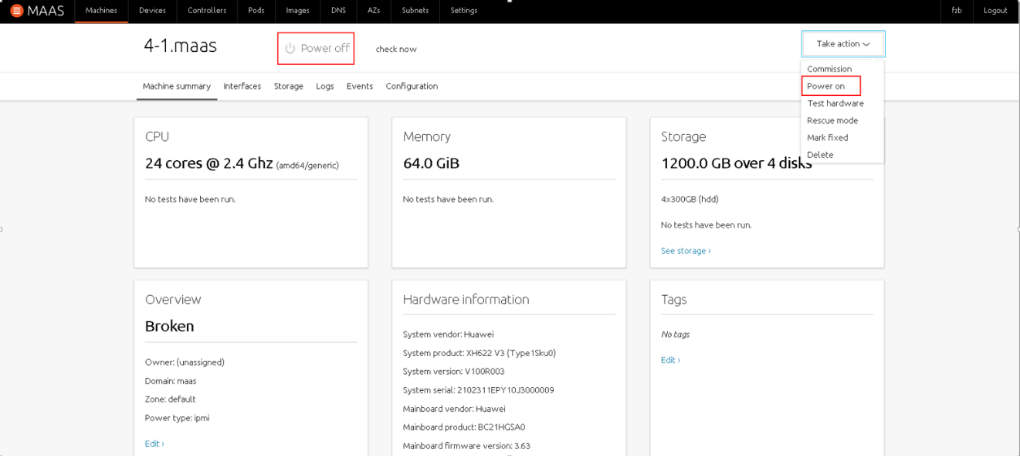 MAAS Machines Devices Controllers Pods Images DNS AZs Subnets Settings fzb Logout
4-1.maas Power off check now Take action
Commission
Power on
Test hardware
Rescue mode
Mark fixed
Delete
Machine summary Interfaces Storage Logs Events Configuration
CPU
24 cores @ 2.4 Ghz (amd64/generic)
No tests have been run.
Memory
64.0 GiB
No tests have been run.
Storage
1200.0 GB over 4 disks
4x300GB (hdd)
No tests have been run.
See storage ›
Overview
Broken
Owner: (unassigned)
Domain: maas
Zone: default
Power type: ipmi
Edit ›
Hardware information
System vendor: Huawei
System product: XH622 V3 (Type1Sku0)
System version: V100R003
System serial: 2102311EPY10J3000009
Mainboard vendor: Huawei
Mainboard product: BC21HGSA0
Mainboard firmware version: 3.63
Tags
No tags
Edit ›